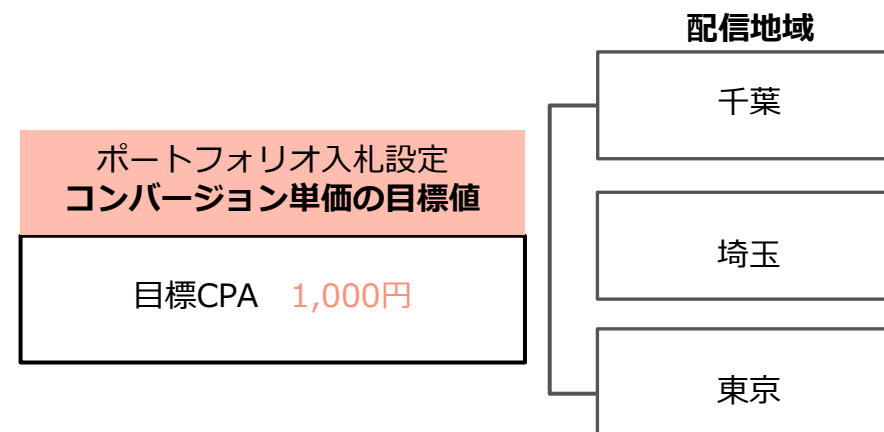 配信地域
千葉
ポートフォリオ入札設定
コンバージョン単価の目標値
埼玉
目標CPA　1,000円
東京